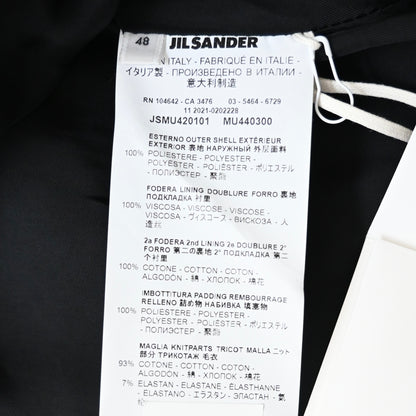 48
JIL SANDER
IN ITALY - FABRIQUÉ EN ITALIE -
イタリア製 - ПРОИЗВЕДЕНО В ИТАЛИИ -
意大利制造
RN 104642 - CA 3476 03 - 5464 - 6729
11 2021-0202228
JSMU420101 MU440300
ESTERNO OUTER SHELL EXTÉRIEUR
EXTERIOR 表地 НАРУЖНЫЙ 外层面料
100% POLIESTERE - POLYESTER -
POLYESTER - POLIÉSTER - ポリエステル
- ПОЛИЭСТЕР - 聚酯
FODERA LINING DOUBLURE FORRO 裏地
ПОДКЛАДКА 衬里
100% VISCOSA - VISCOSE - VISCOSE -
VISCOSA - ヴィスコース - ВИСКОЗА - 人
造丝
2a FODERA 2nd LINING 2e DOUBLURE 2°
FORRO 第二の裏地 2 ПОДКЛАДКА 第二
个衬里
100% COTONE - COTTON - COTON -
ALGODÓN - 綿 - ХЛОПОК - 棉花
IMBOTTITURA PADDING REMBOURRAGE
RELLENO 詰め物 НАБИВКА 填充物
100% POLIESTERE - POLYESTER -
POLYESTER - POLIÉSTER - ポリエステル
- ПОЛИЭСТЕР - 聚酯
MAGLIA KNITPARTS TRICOT MALLA ニット
部分 ТРИКОТАЖ 毛衣
93% COTONE - COTTON - COTON -
ALGODÓN - 綿 - ХЛОПОК - 棉花
7% ELASTAN - ELASTANE - ÉLASTHANNE
- ELASTANO - エラスタン - ЭЛАСТАН - 氨